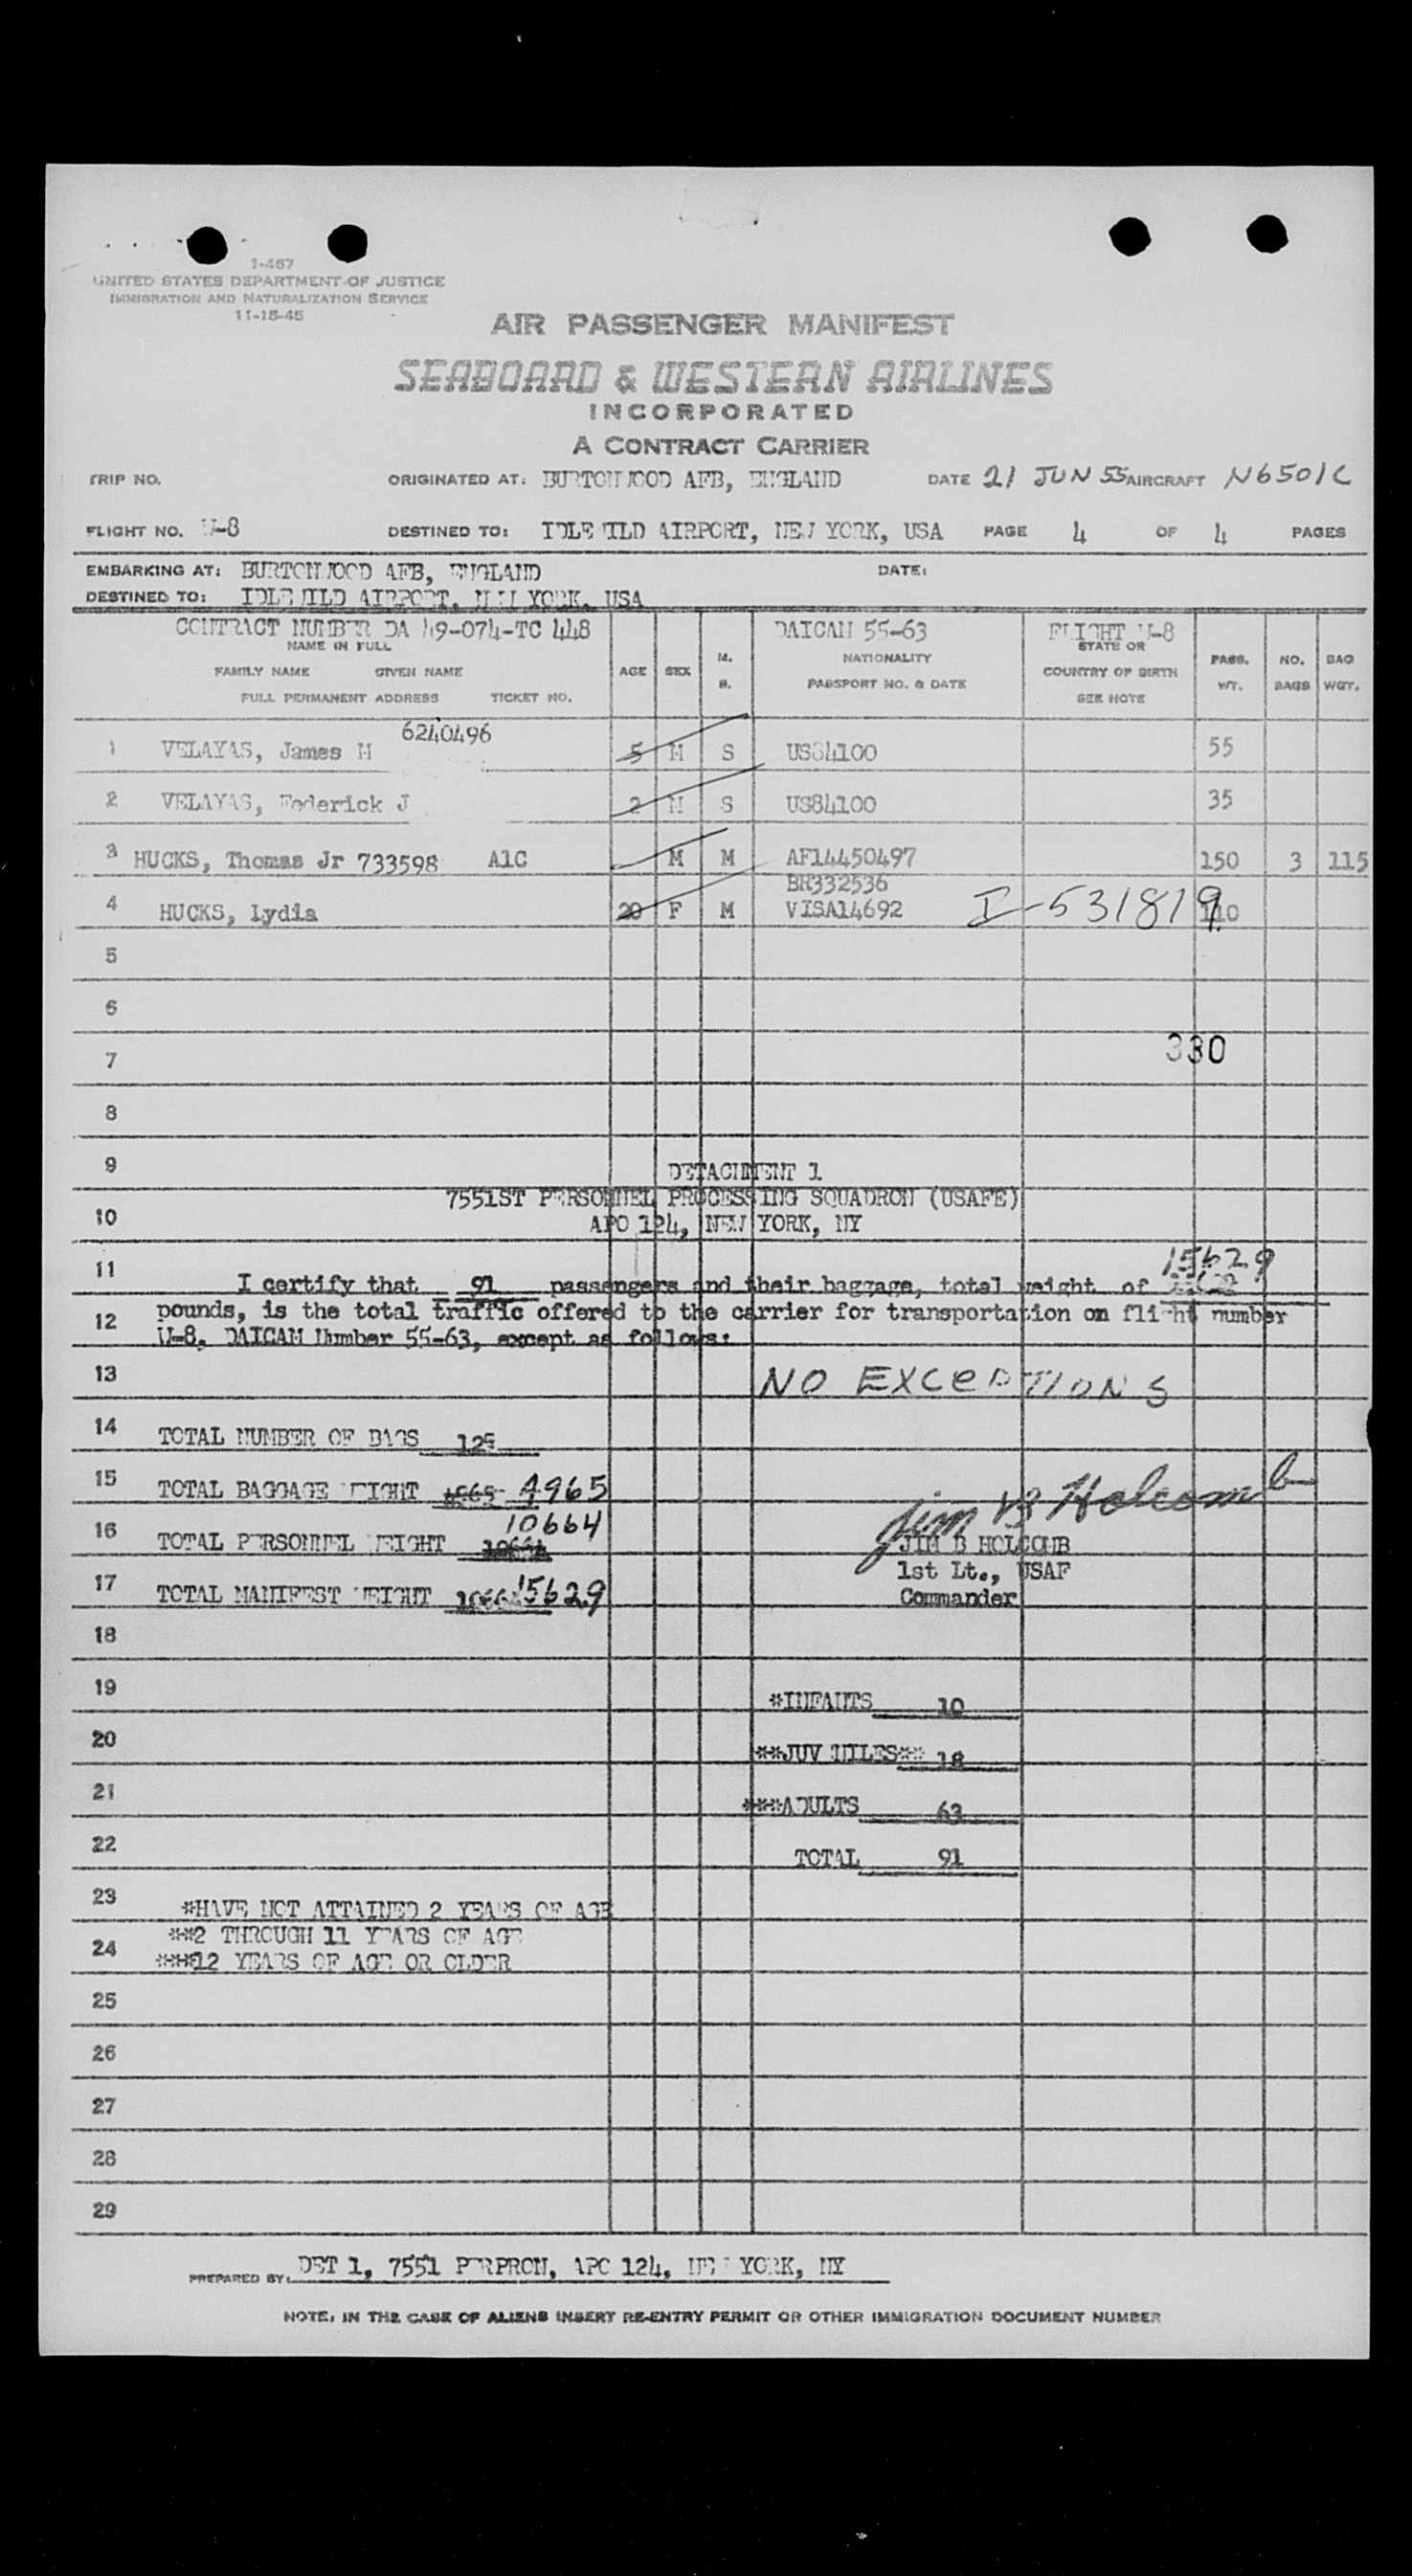 1-467
UNITED STATES DEPARTMENT OF JUSTICE
IMMIGRATION AND NATURALIZATION SERVICE
11-15-45
AIR PASSENGER MANIFEST
SEABOARD & WESTERN AIRLINES
INCORPORATED
A CONTRACT CARRIER
TRIP NO. ORIGINATED AT: BURTONWOOD AFB, ENGLAND DATE 21 JUN 55 AIRCRAFT N6501C
FLIGHT NO. U-8 DESTINED TO: IDLEWILD AIRPORT, NEW YORK, USA PAGE 4 OF 4 PAGES
EMBARKING AT: BURTONWOOD AFB, ENGLAND DATE:
DESTINED TO: IDLEWILD AIRPORT, NEW YORK, USA
CONTRACT NUMBER DA 49-074-TC 448 DAICAM 55-63 FLIGHT U-8
NAME IN FULL
FAMILY NAME GIVEN NAME
FULL PERMANENT ADDRESS TICKET NO.
AGE SEX M. S.
NATIONALITY
PASSPORT NO. & DATE
STATE OR
COUNTRY OF BIRTH
SEE NOTE
PASS. WT. NO. BAGS BAG WGT.
6240496
1 VELAYAS, James M 5 M S US84100 55
2 VELAYAS, Federick J 2 M S US84100 35
3 HUCKS, Thomas Jr 733598 A1C M M AF14450497 150 3 115
BR332536
4 HUCKS, Lydia 20 F M VISA14692 I-531819 110
5
6
7 330
8
9 DETACHMENT 1
7551ST PERSONNEL PROCESSING SQUADRON (USAFE)
10 APO 124, NEW YORK, NY
15629
11 I certify that 91 passengers and their baggage, total weight of
12 pounds, is the total traffic offered to the carrier for transportation on flight number
U-8, DAICAM Number 55-63, except as follows:
13 NO EXCEPTIONS
14 TOTAL NUMBER OF BAGS 125
15 TOTAL BAGGAGE WEIGHT 4965
Jim B Holcomb
10664
16 TOTAL PERSONNEL WEIGHT 10664
JIM B HOLCOMB
1st Lt., USAF
17 TOTAL MANIFEST WEIGHT 15629
Commander
18
19 *INFANTS 10
20 **JUVENILES** 18
21 ***ADULTS 63
22 TOTAL 91
23 *HAVE NOT ATTAINED 2 YEARS OF AGE
**2 THROUGH 11 YEARS OF AGE
24 ***12 YEARS OF AGE OR OLDER
25
26
27
28
29
PREPARED BY: DET 1, 7551 PERPRON, APO 124, NEW YORK, NY
NOTE: IN THE CASE OF ALIENS INSERT RE-ENTRY PERMIT OR OTHER IMMIGRATION DOCUMENT NUMBER